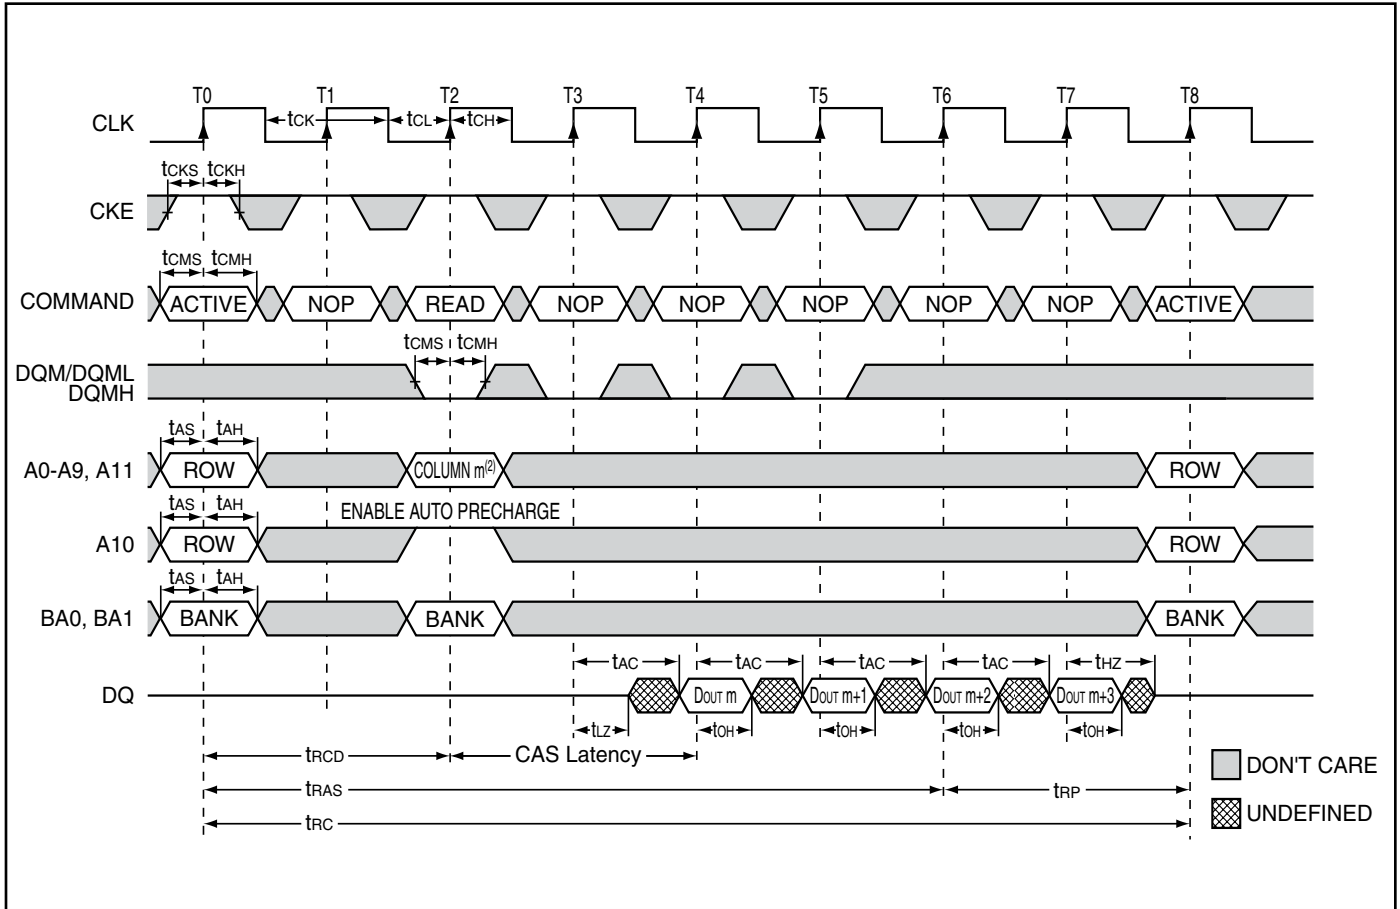 T0 T1 T2 T3 T4 T5 T6 T7 T8
CLK tCK tCL tCH
tCKS tCKH
CKE
tCMS tCMH
COMMAND ACTIVE NOP READ NOP NOP NOP NOP NOP ACTIVE
tCMS tCMH
DQM/DQML
DQMH
tAS tAH
A0-A9, A11 ROW COLUMN m(2) ROW
tAS tAH ENABLE AUTO PRECHARGE
A10 ROW ROW
tAS tAH
BA0, BA1 BANK BANK BANK
tAC tAC tAC tAC tHZ
DQ DOUT m DOUT m+1 DOUT m+2 DOUT m+3
tLZ tOH tOH tOH tOH
tRCD CAS Latency
DON'T CARE
tRAS tRP
UNDEFINED
tRC